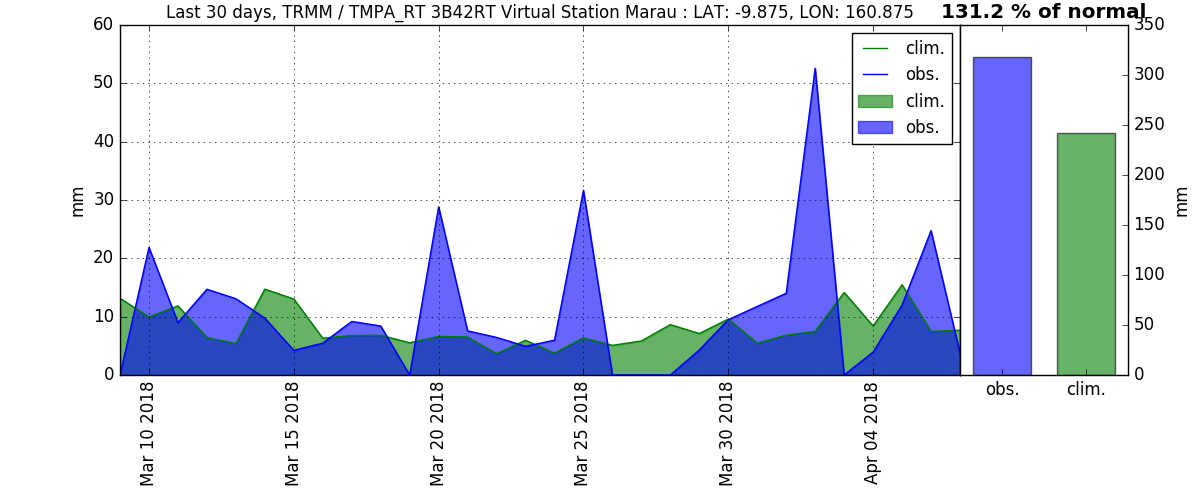 Last 30 days, TRMM / TMPA_RT 3B42RT Virtual Station Marau : LAT: -9.875, LON: 160.875
131.2 % of normal
60
50
40
30
20
10
0
mm
clim.
obs.
clim.
obs.
350
300
250
200
150
100
50
0
mm
obs.
clim.
Mar 10 2018
Mar 15 2018
Mar 20 2018
Mar 25 2018
Mar 30 2018
Apr 04 2018